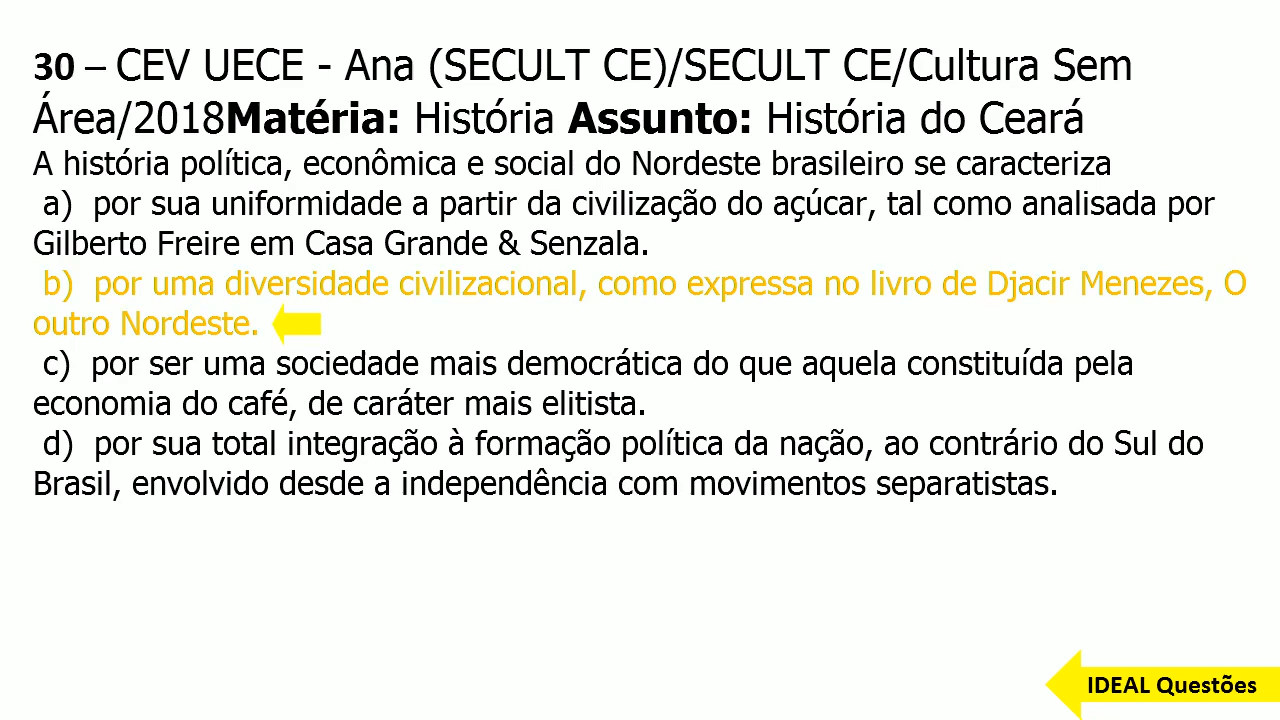 30 – CEV UECE - Ana (SECULT CE)/SECULT CE/Cultura Sem
Área/2018Matéria: História Assunto: História do Ceará
A história política, econômica e social do Nordeste brasileiro se caracteriza
a) por sua uniformidade a partir da civilização do açúcar, tal como analisada por
Gilberto Freire em Casa Grande & Senzala.
b) por uma diversidade civilizacional, como expressa no livro de Djacir Menezes, O
outro Nordeste.
c) por ser uma sociedade mais democrática do que aquela constituída pela
economia do café, de caráter mais elitista.
d) por sua total integração à formação política da nação, ao contrário do Sul do
Brasil, envolvido desde a independência com movimentos separatistas.
IDEAL Questões